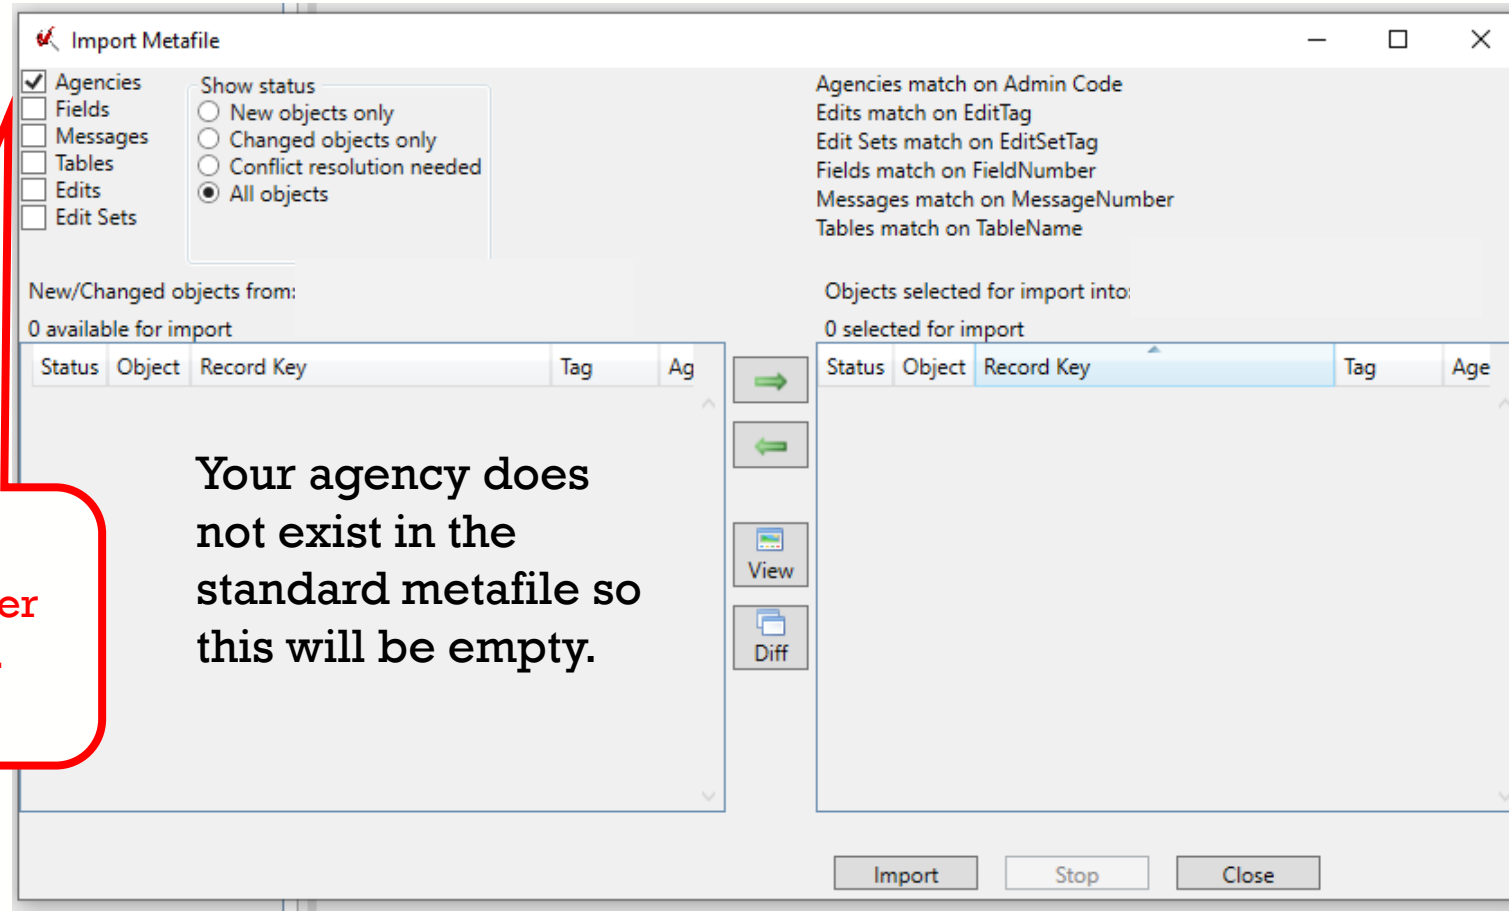 Import Metafile
Agencies
Fields
Messages
Tables
Edits
Edit Sets
Show status
New objects only
Changed objects only
Conflict resolution needed
All objects
Agencies match on Admin Code
Edits match on EditTag
Edit Sets match on EditSetTag
Fields match on FieldNumber
Messages match on MessageNumber
Tables match on TableName
New/Changed objects from:
0 available for import
Objects selected for import into:
0 selected for import
Status Object Record Key Tag Ag
Status Object Record Key Tag Age
Your agency does
not exist in the
standard metafile so
this will be empty.
er
.
View
Diff
Import Stop Close